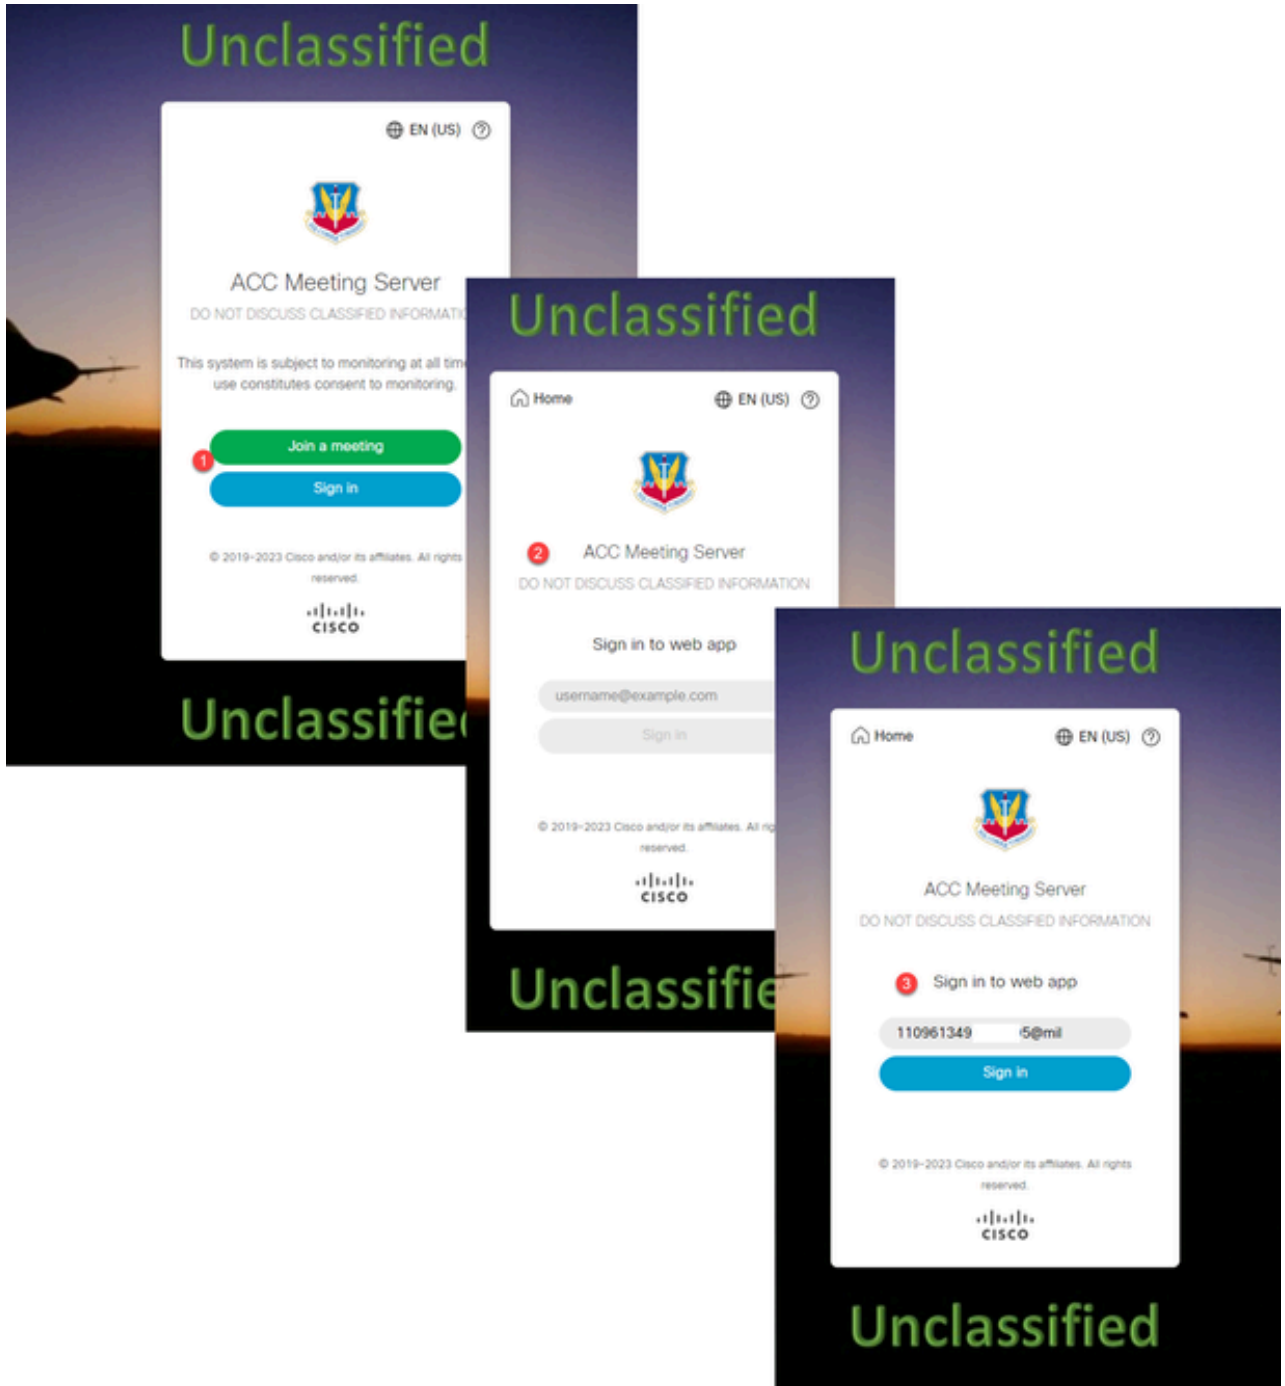 Unclassified
EN (US)
ACC Meeting Server
DO NOT DISCUSS CLASSIFIED
This system is subject to monitoring at all
use constitutes consent to monitoring.
1
Join a meeting
Sign in
© 2019-2023 Cisco and/or its affiliates. All rights
reserved.
CISCO
Unclassifie
Unclassified
Home
EN (US)
2
ACC Meeting Server
DO NOT DISCUSS CLASSIFIED INFORMATION
Sign in to web app
username@example.com
Sign in
© 2019-2023 Cisco and/or its affiliates. All
reserved.
CISCO
Unclassifie
Unclassified
Home
EN (US)
ACC Meeting Server
DO NOT DISCUSS CLASSIFIED INFORMATION
3
Sign in to web app
110961349 5@mil
Sign in
© 2019-2023 Cisco and/or its affiliates. All rights
reserved.
CISCO
Unclassified